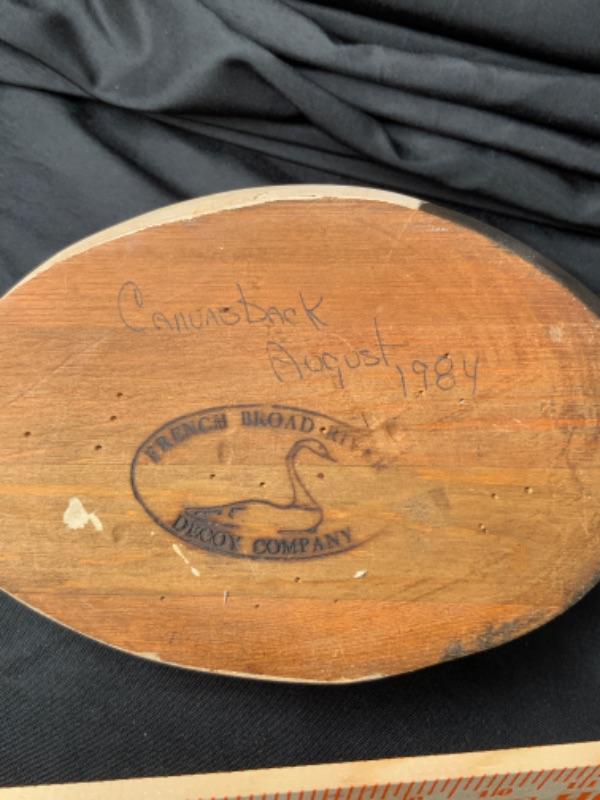 Canvasback
August, 1984
FRENCH BROAD RIVER
DECOY COMPANY